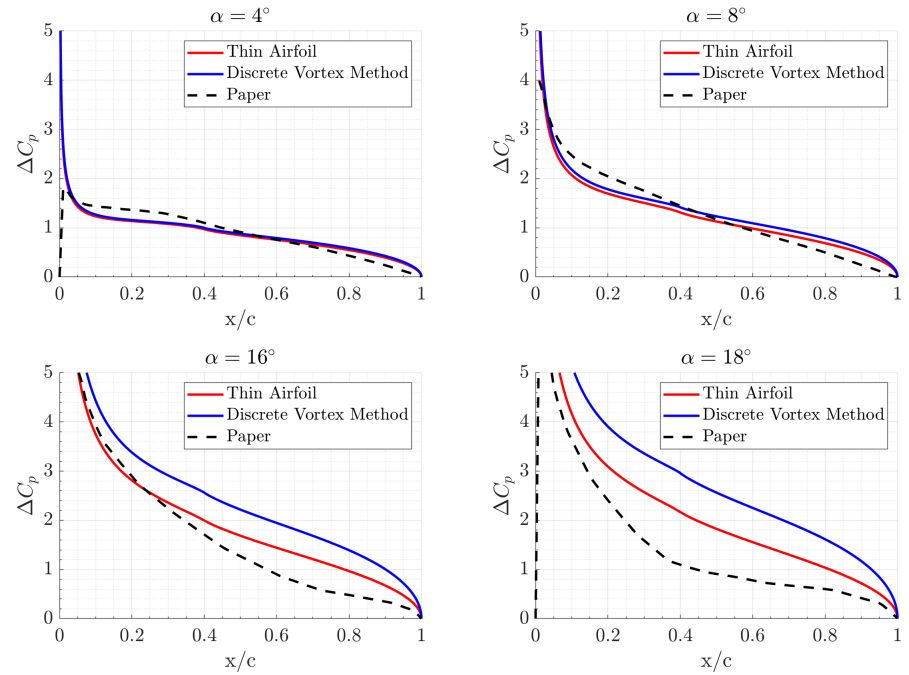 α = 4°
5
4
3
2
1
0
ΔCp
Thin Airfoil
Discrete Vortex Method
Paper
0 0.2 0.4 0.6 0.8 1
x/c
α = 8°
5
4
3
2
1
0
ΔCp
Thin Airfoil
Discrete Vortex Method
Paper
0 0.2 0.4 0.6 0.8 1
x/c
α = 16°
5
4
3
2
1
0
ΔCp
Thin Airfoil
Discrete Vortex Method
Paper
0 0.2 0.4 0.6 0.8 1
x/c
α = 18°
5
4
3
2
1
0
ΔCp
Thin Airfoil
Discrete Vortex Method
Paper
0 0.2 0.4 0.6 0.8 1
x/c